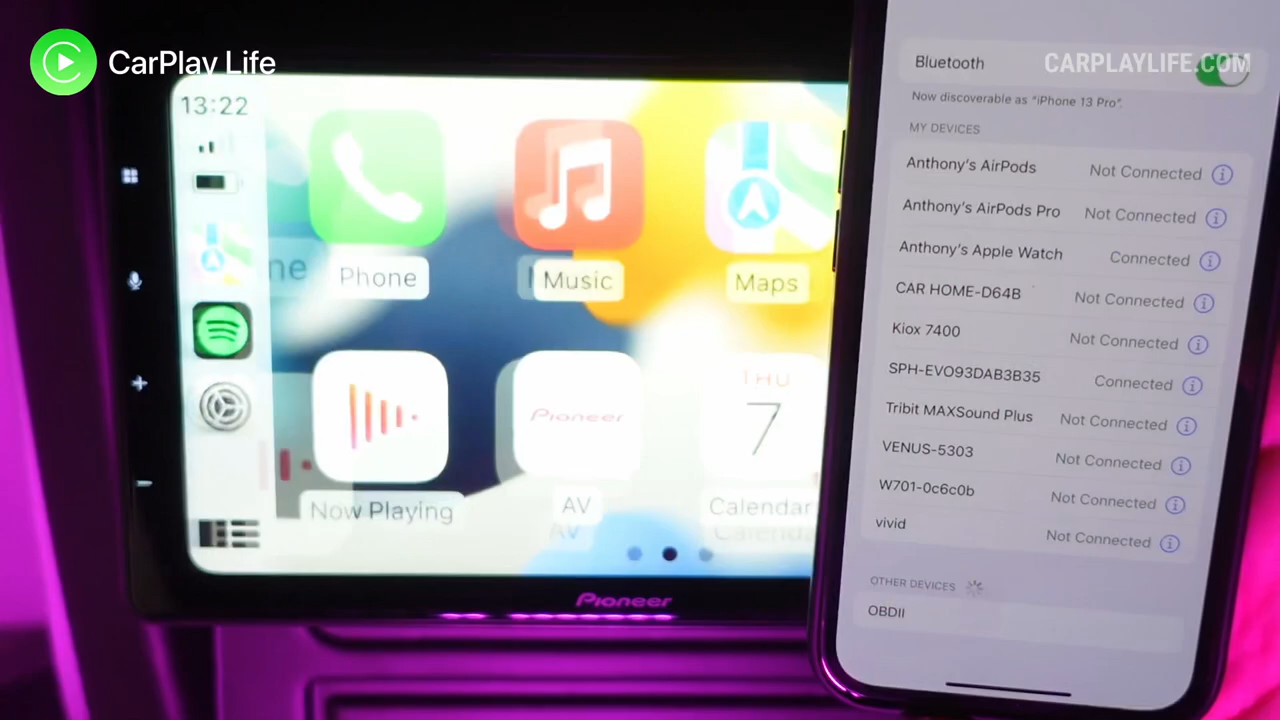 CarPlay Life
CARPLAYLIFE.COM
13:22
Phone
Music
Maps
Now Playing
Pioneer
AV
AV
THU
7
Calendar
Calenda
Pioneer
Bluetooth
Now discoverable as "iPhone 13 Pro".
MY DEVICES
Anthony's AirPods Not Connected
Anthony's AirPods Pro Not Connected
Anthony's Apple Watch Connected
CAR HOME-D64B Not Connected
Kiox 7400 Not Connected
SPH-EVO93DAB3B35 Connected
Tribit MAXSound Plus Not Connected
VENUS-5303 Not Connected
W701-0c6c0b Not Connected
vivid Not Connected
OTHER DEVICES
OBDII